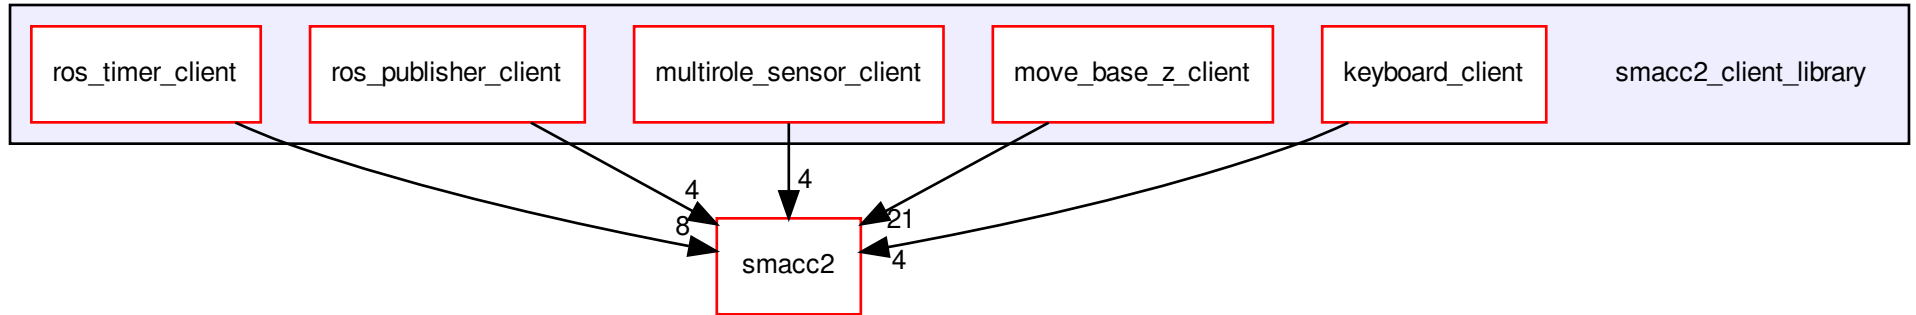 ros_timer_client
ros_publisher_client
multirole_sensor_client
move_base_z_client
keyboard_client
smacc2_client_library
4
4
8
21
4
smacc2